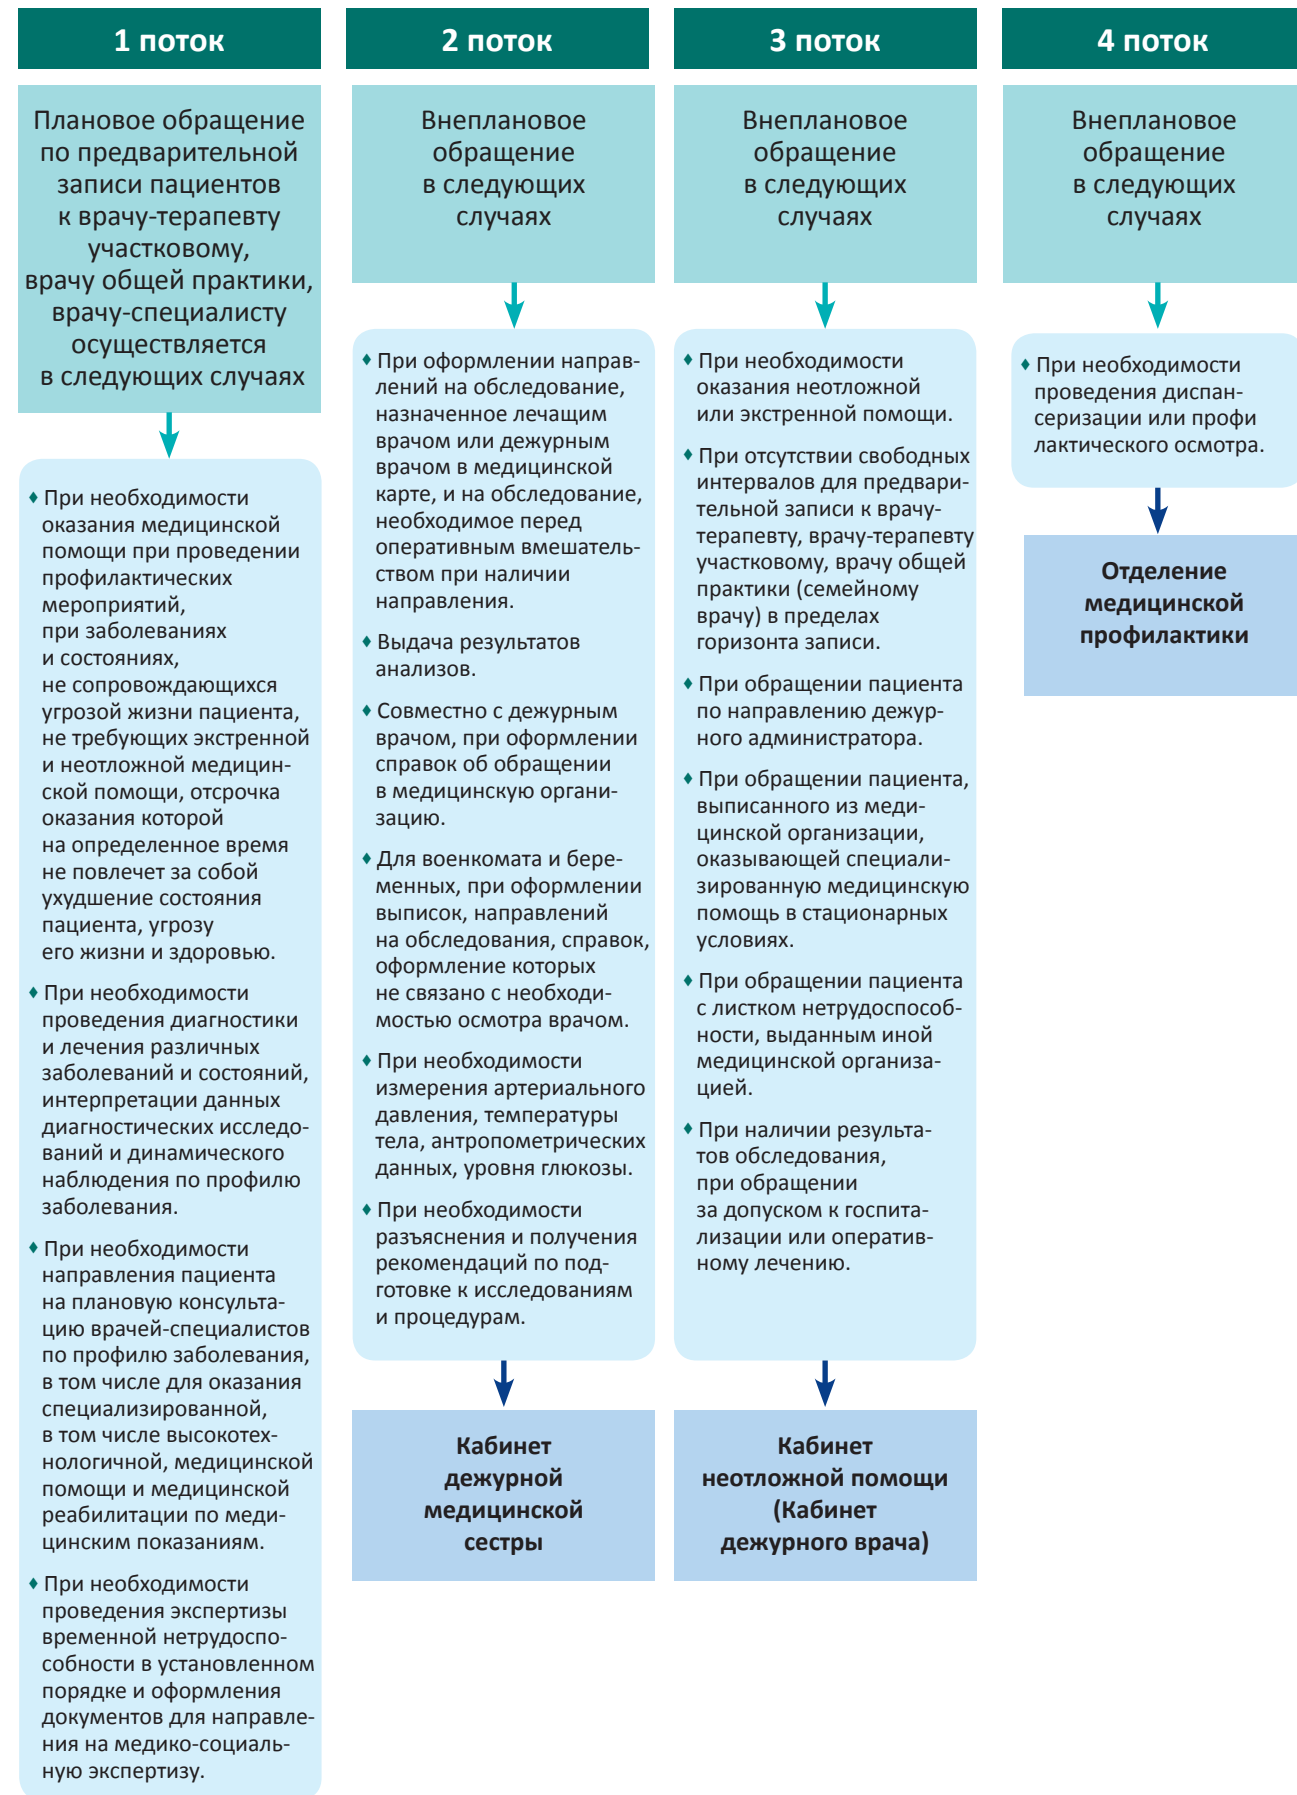 1 поток
Плановое обращение
по предварительной
записи пациентов
к врачу-терапевту
участковому,
врачу общей практики,
врачу-специалисту
осуществляется
в следующих случаях
♦ При необходимости
оказания медицинской
помощи при проведении
профилактических
мероприятий,
при заболеваниях
и состояниях,
не сопровождающихся
угрозой жизни пациента,
не требующих экстренной
и неотложной медицин-
ской помощи, отсрочка
оказания которой
на определенное время
не повлечет за собой
ухудшение состояния
пациента, угрозу
его жизни и здоровью.
♦ При необходимости
проведения диагностики
и лечения различных
заболеваний и состояний,
интерпретации данных
диагностических исследо-
ваний и динамического
наблюдения по профилю
заболевания.
♦ При необходимости
направления пациента
на плановую консульта-
цию врачей-специалистов
по профилю заболевания,
в том числе для оказания
специализированной,
в том числе высокотех-
нологичной, медицинской
помощи и медицинской
реабилитации по меди-
цинским показаниям.
♦ При необходимости
проведения экспертизы
временной нетрудоспо-
собности в установленном
порядке и оформления
документов для направле-
ния на медико-социаль-
ную экспертизу.
2 поток
Внеплановое
обращение
в следующих
случаях
♦ При оформлении направ-
лений на обследование,
назначенное лечащим
врачом или дежурным
врачом в медицинской
карте, и на обследование,
необходимое перед
оперативным вмешатель-
ством при наличии
направления.
♦ Выдача результатов
анализов.
♦ Совместно с дежурным
врачом, при оформлении
справок об обращении
в медицинскую органи-
зацию.
♦ Для военкомата и бере-
менных, при оформлении
выписок, направлений
на обследования, справок,
оформление которых
не связано с необходи-
мостью осмотра врачом.
♦ При необходимости
измерения артериального
давления, температуры
тела, антропометрических
данных, уровня глюкозы.
♦ При необходимости
разъяснения и получения
рекомендаций по под-
готовке к исследованиям
и процедурам.
Кабинет
дежурной
медицинской
сестры
3 поток
Внеплановое
обращение
в следующих
случаях
♦ При необходимости
оказания неотложной
или экстренной помощи.
♦ При отсутствии свободных
интервалов для предвари-
тельной записи к врачу-
терапевту, врачу-терапевту
участковому, врачу общей
практики (семейному
врачу) в пределах
горизонта записи.
♦ При обращении пациента
по направлению дежур-
ного администратора.
♦ При обращении пациента,
выписанного из меди-
цинской организации,
оказывающей специали-
зированную медицинскую
помощь в стационарных
условиях.
♦ При обращении пациента
с листком нетрудоспособ-
ности, выданным иной
медицинской организа-
цией.
♦ При наличии результа-
тов обследования,
при обращении
за допуском к госпита-
лизации или оператив-
ному лечению.
Кабинет
неотложной помощи
(Кабинет
дежурного врача)
4 поток
Внеплановое
обращение
в следующих
случаях
♦ При необходимости
проведения диспан-
серизации или профи
лактического осмотра.
Отделение
медицинской
профилактики